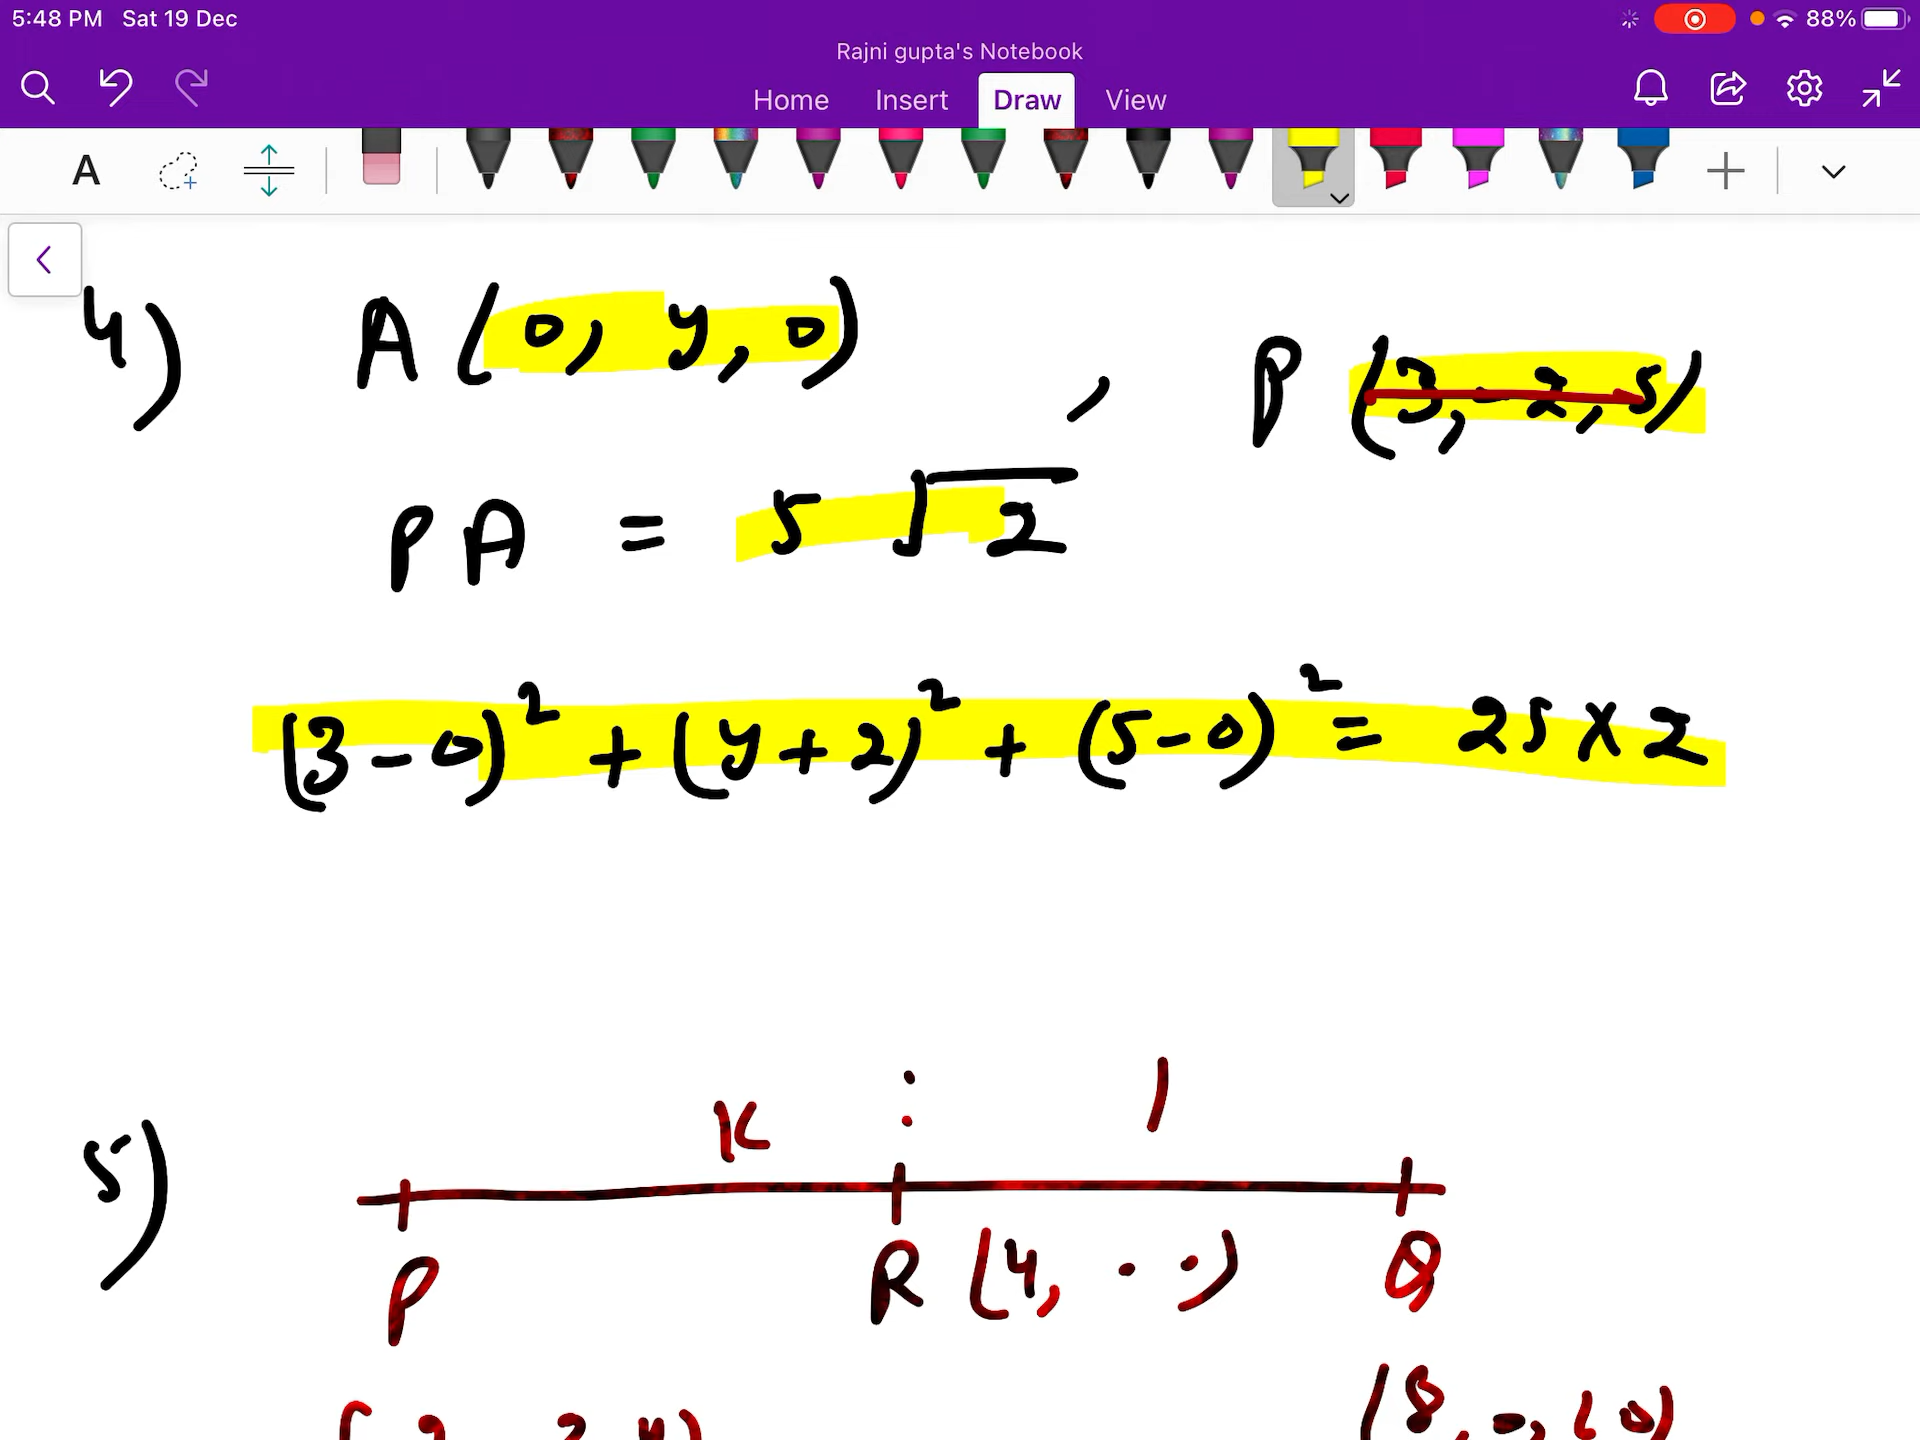 5:48 PM Sat 19 Dec
88%
Rajni gupta's Notebook
Home Insert Draw View
A
4) A (0, y, 0) , P (3, -2, 5)
PA = 5 √2
(3-0)² + (y+2)² + (5-0)² = 25 × 2
K : 1
5)
P R (4, . .) Q
(8, 0, 10)